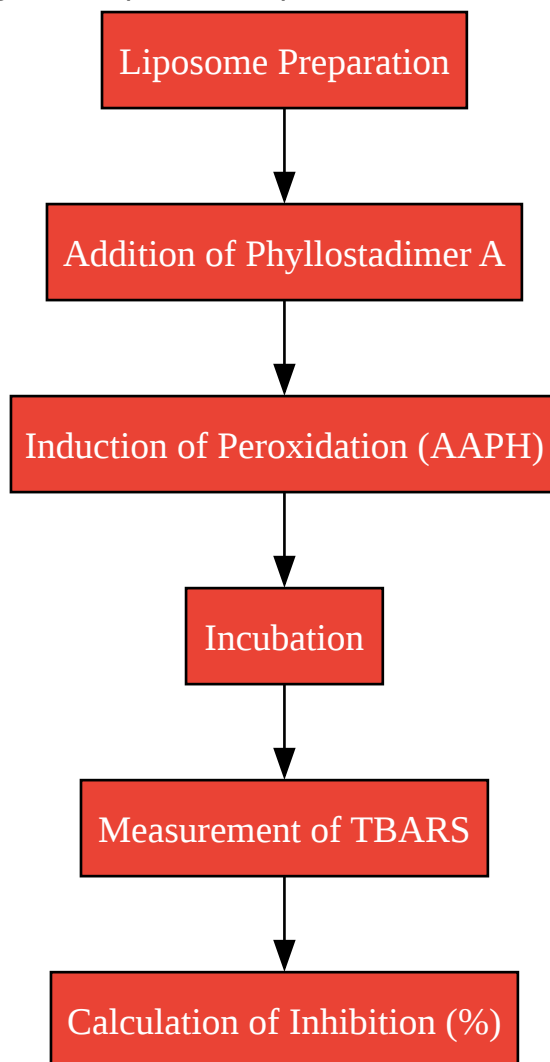 Liposome Preparation
Addition of Phyllostadimer A
Induction of Peroxidation (AAPH)
Incubation
Measurement of TBARS
Calculation of Inhibition (%)